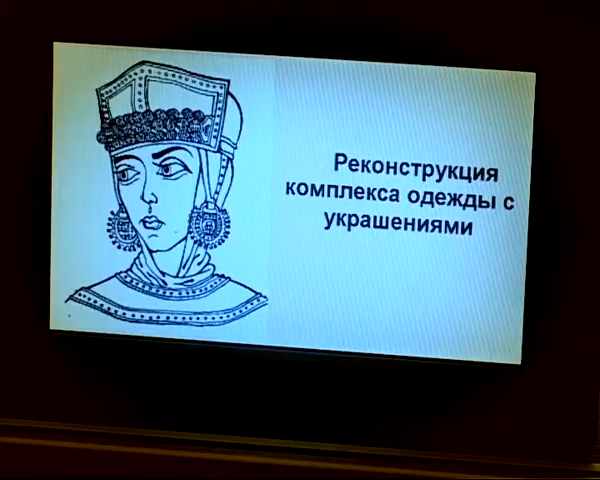 Реконструкция
комплекса одежды с
украшениями